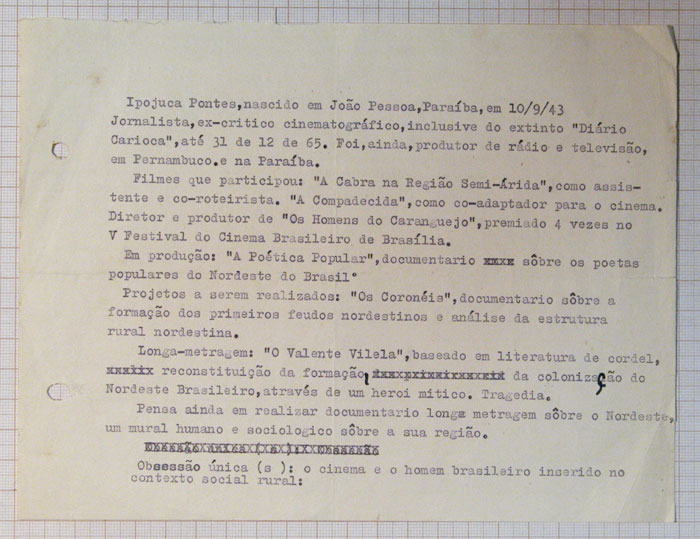 Ipojuca Pontes,nascido em João Pessoa,Paraíba,em 10/9/43
Jornalista,ex-critico cinematográfico,inclusive do extinto "Diário
Carioca",até 31 de 12 de 65. Foi,ainda,produtor de rádio e televisão,
em Pernambuco.e na Paraíba.
Filmes que participou: "A Cabra na Região Semi-Árida",como assis-
tente e co-roteirista. "A Compadecida",como co-adaptador para o cinema.
Diretor e produtor de "Os Homens do Caranguejo",premiado 4 vezes no
V Festival do Cinema Brasileiro de Brasília.
Em produção: "A Poética Popular",documentario xxxx sôbre os poetas
populares do Nordeste do Brasil.
Projetos a serem realizados: "Os Coronéis",documentario sôbre a
formação dos primeiros feudos nordestinos e análise da estrutura
rural nordestina.
Longa-metragem: "O Valente Vilela",baseado em literatura de cordel,
reconstituição da formação, da colonização do
Nordeste Brasileiro,através de um heroi mitico. Tragedia.
Pensa ainda em realizar documentario longa metragem sôbre o Nordeste,
um mural humano e sociologico sôbre a sua região.
Obsessão única (s ): o cinema e o homem brasileiro inserido no
contexto social rural: